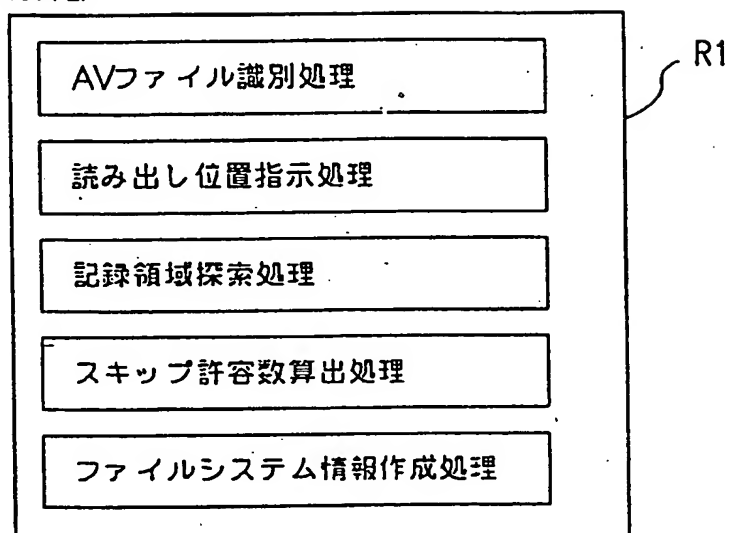 R1
AVファイル識別処理
読み出し位置指示処理
記録領域探索処理
スキップ許容数算出処理
ファイルシステム情報作成処理